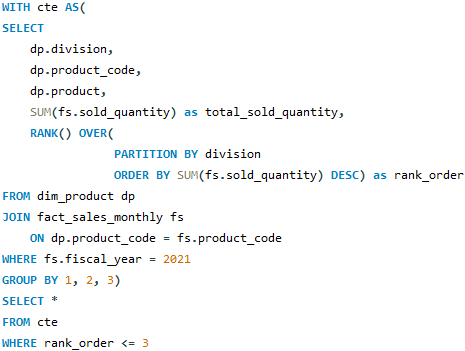 WITH cte AS(
SELECT
    dp.division,
    dp.product_code,
    dp.product,
    SUM(fs.sold_quantity) as total_sold_quantity,
    RANK() OVER(
                PARTITION BY division
                ORDER BY SUM(fs.sold_quantity) DESC) as rank_order
FROM dim_product dp
JOIN fact_sales_monthly fs
    ON dp.product_code = fs.product_code
WHERE fs.fiscal_year = 2021
GROUP BY 1, 2, 3)
SELECT *
FROM cte
WHERE rank_order <= 3